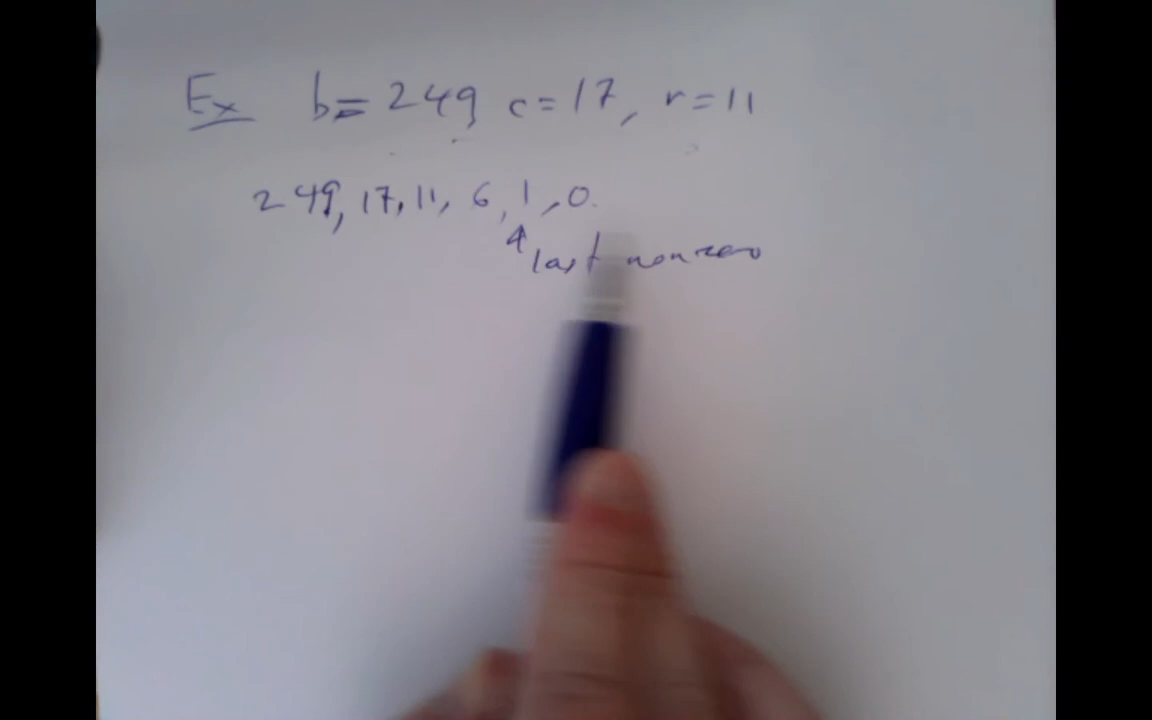 Ex b= 249 c=17, r=11
249, 17, 11, 6, 1, 0.
last nonzero